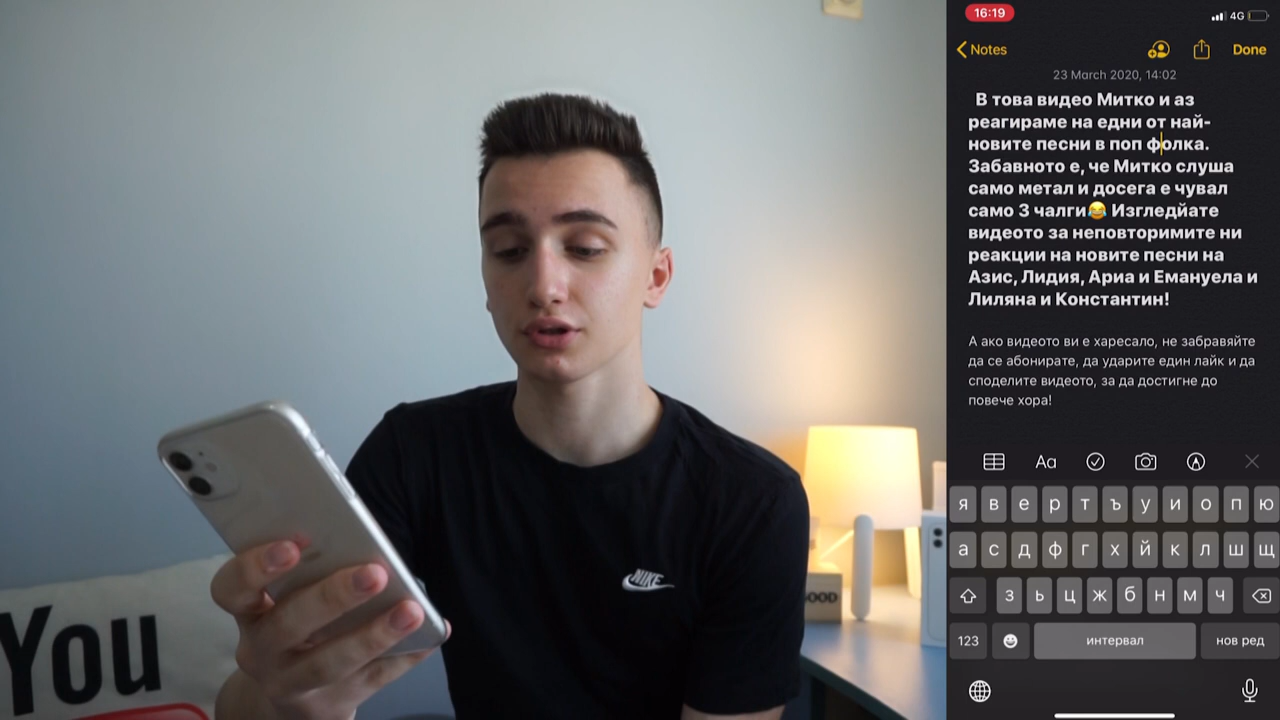 16:19
4G
Notes
Done
23 March 2020, 14:02
В това видео Митко и аз
реагираме на едни от най-
новите песни в поп фолка.
Забавното е, че Митко слуша
само метал и досега е чувал
само 3 чалги😂 Изгледйате
видеото за неповторимите ни
реакции на новите песни на
Азис, Лидия, Ариа и Емануела и
Лиляна и Константин!
А ако видеото ви е харесало, не забравяйте
да се абонирате, да ударите един лайк и да
споделите видеото, за да достигне до
повече хора!
Aa
я в е р т ъ у и о п ю
а с д ф г х й к л ш щ
з ь ц ж б н м ч
123
интервал
нов ред
NIKE
You
OOD